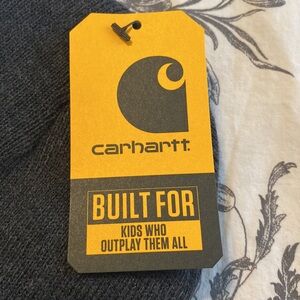 carhartt
BUILT FOR
KIDS WHO
OUTPLAY THEM ALL